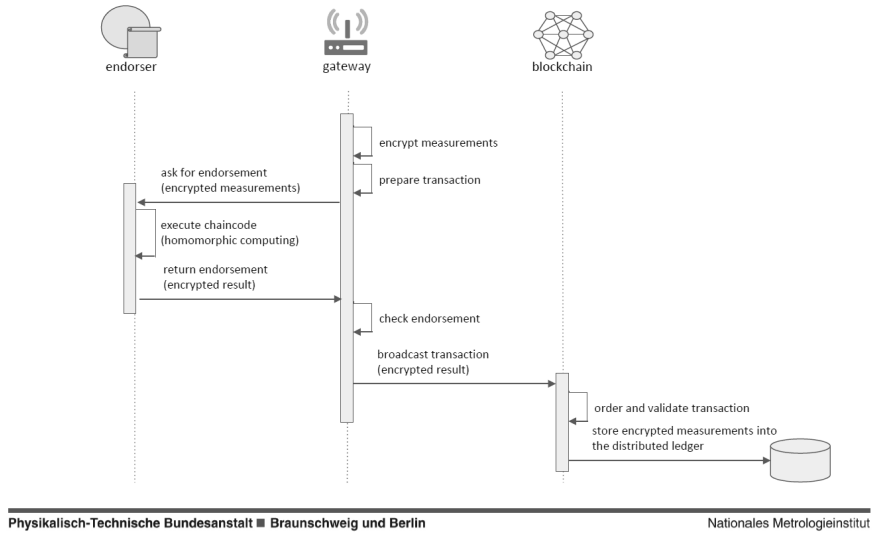 endorser
gateway
blockchain
encrypt measurements
prepare transaction
ask for endorsement
(encrypted measurements)
execute chaincode
(homomorphic computing)
return endorsement
(encrypted result)
check endorsement
broadcast transaction
(encrypted result)
order and validate transaction
store encrypted measurements into
the distributed ledger
Physikalisch-Technische Bundesanstalt ■ Braunschweig und Berlin
Nationales Metrologieinstitut